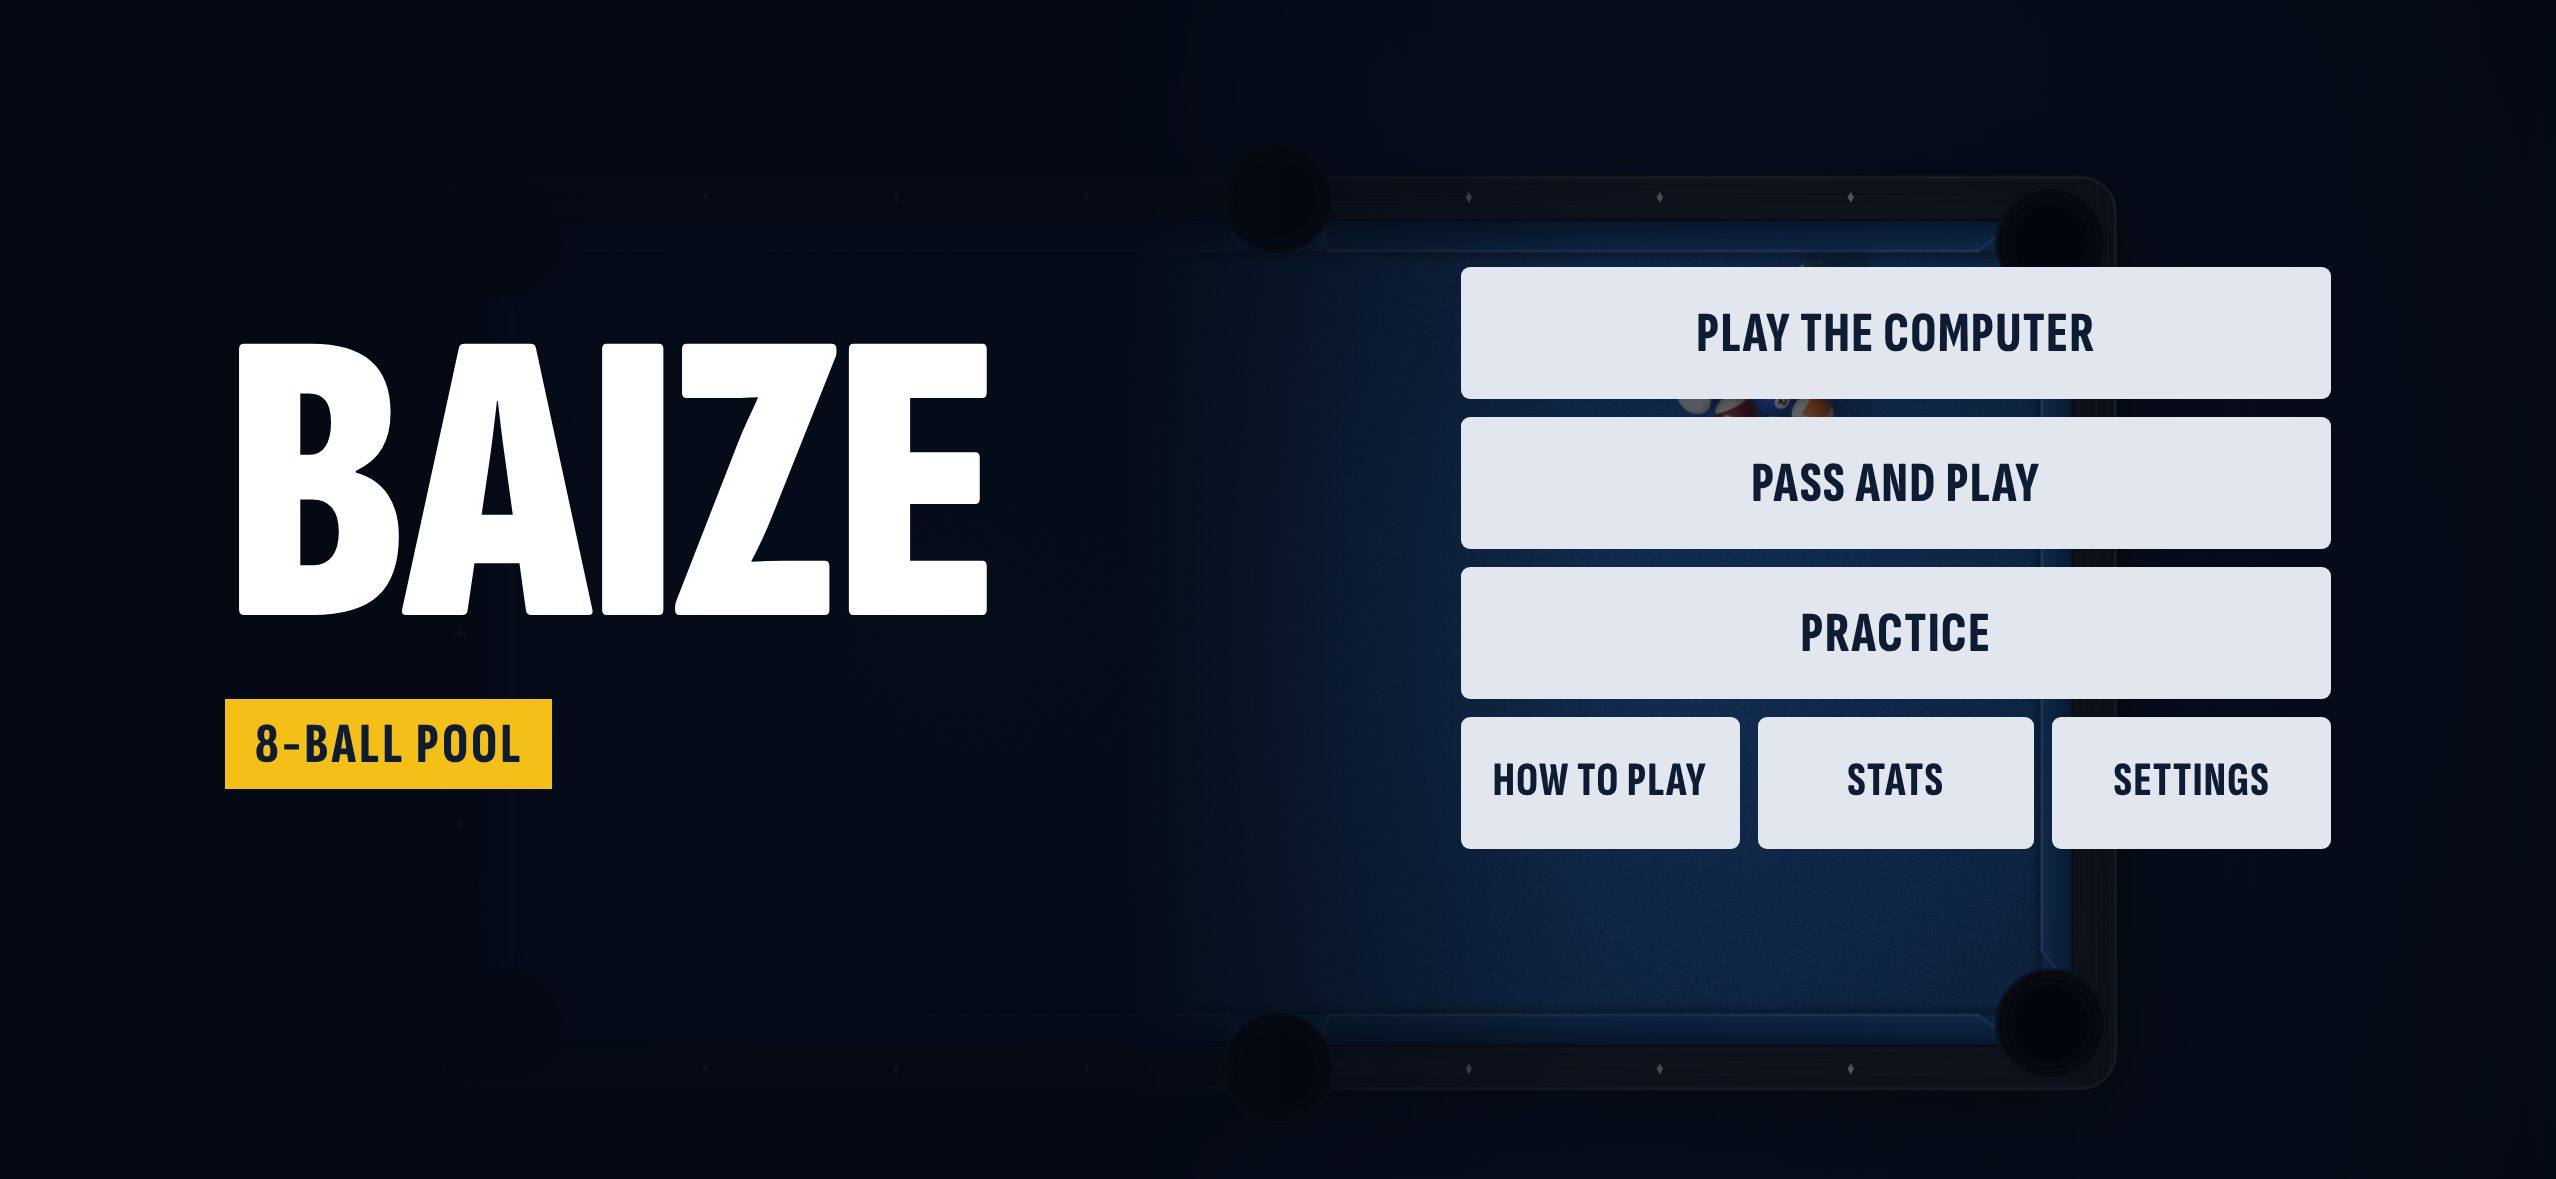 BAIZE
8-BALL POOL
PLAY THE COMPUTER
PASS AND PLAY
PRACTICE
HOW TO PLAY
STATS
SETTINGS